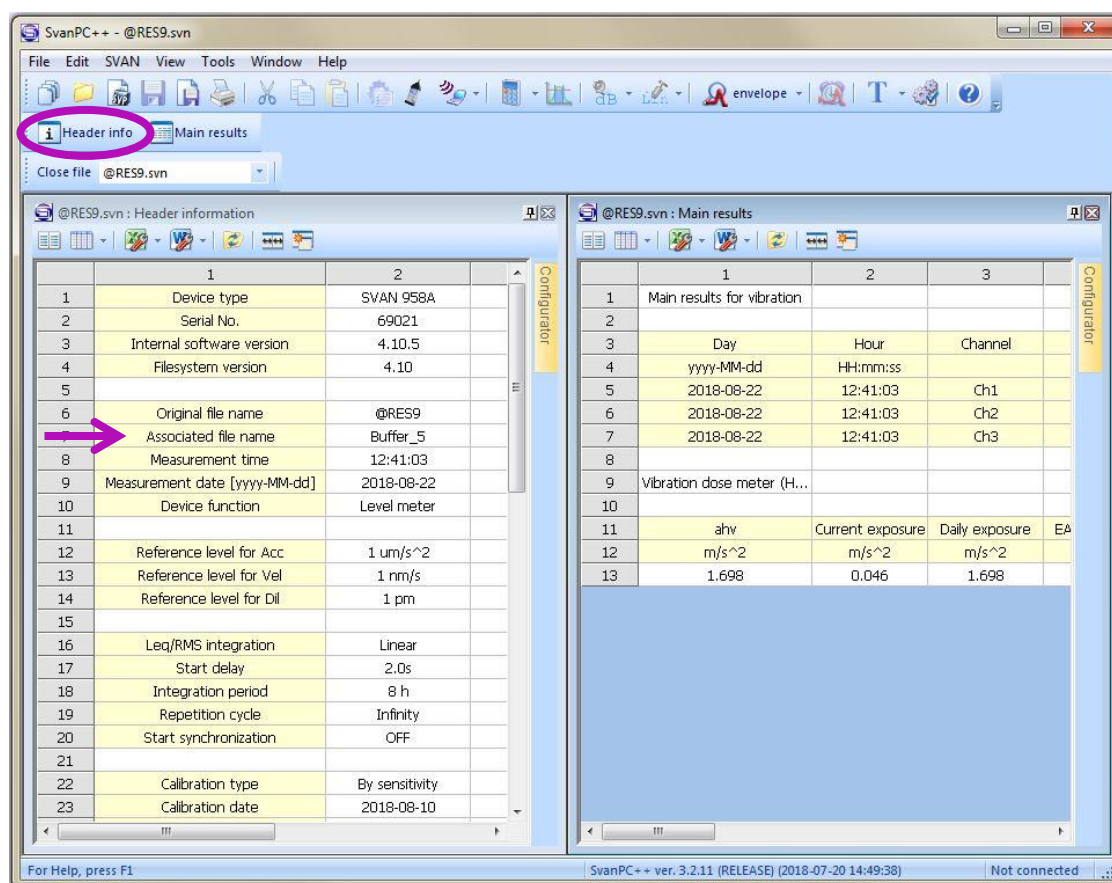 SvanPC++ - @RES9.svn
File Edit SVAN View Tools Window Help
envelope
Header info Main results
Close file @RES9.svn
@RES9.svn : Header information
1 2
1 Device type SVAN 958A
2 Serial No. 69021
3 Internal software version 4.10.5
4 Filesystem version 4.10
5
6 Original file name @RES9
Associated file name Buffer_5
8 Measurement time 12:41:03
9 Measurement date [yyyy-MM-dd] 2018-08-22
10 Device function Level meter
11
12 Reference level for Acc 1 um/s^2
13 Reference level for Vel 1 nm/s
14 Reference level for Dil 1 pm
15
16 Leq/RMS integration Linear
17 Start delay 2.0s
18 Integration period 8 h
19 Repetition cycle Infinity
20 Start synchronization OFF
21
22 Calibration type By sensitivity
23 Calibration date 2018-08-10
Configurator
@RES9.svn : Main results
1 2 3
1 Main results for vibration
2
3 Day Hour Channel
4 yyyy-MM-dd HH:mm:ss
5 2018-08-22 12:41:03 Ch1
6 2018-08-22 12:41:03 Ch2
7 2018-08-22 12:41:03 Ch3
8
9 Vibration dose meter (H...
10
11 ahv Current exposure Daily exposure EA
12 m/s^2 m/s^2 m/s^2
13 1.698 0.046 1.698
Configurator
For Help, press F1 SvanPC++ ver. 3.2.11 (RELEASE) (2018-07-20 14:49:38) Not connected